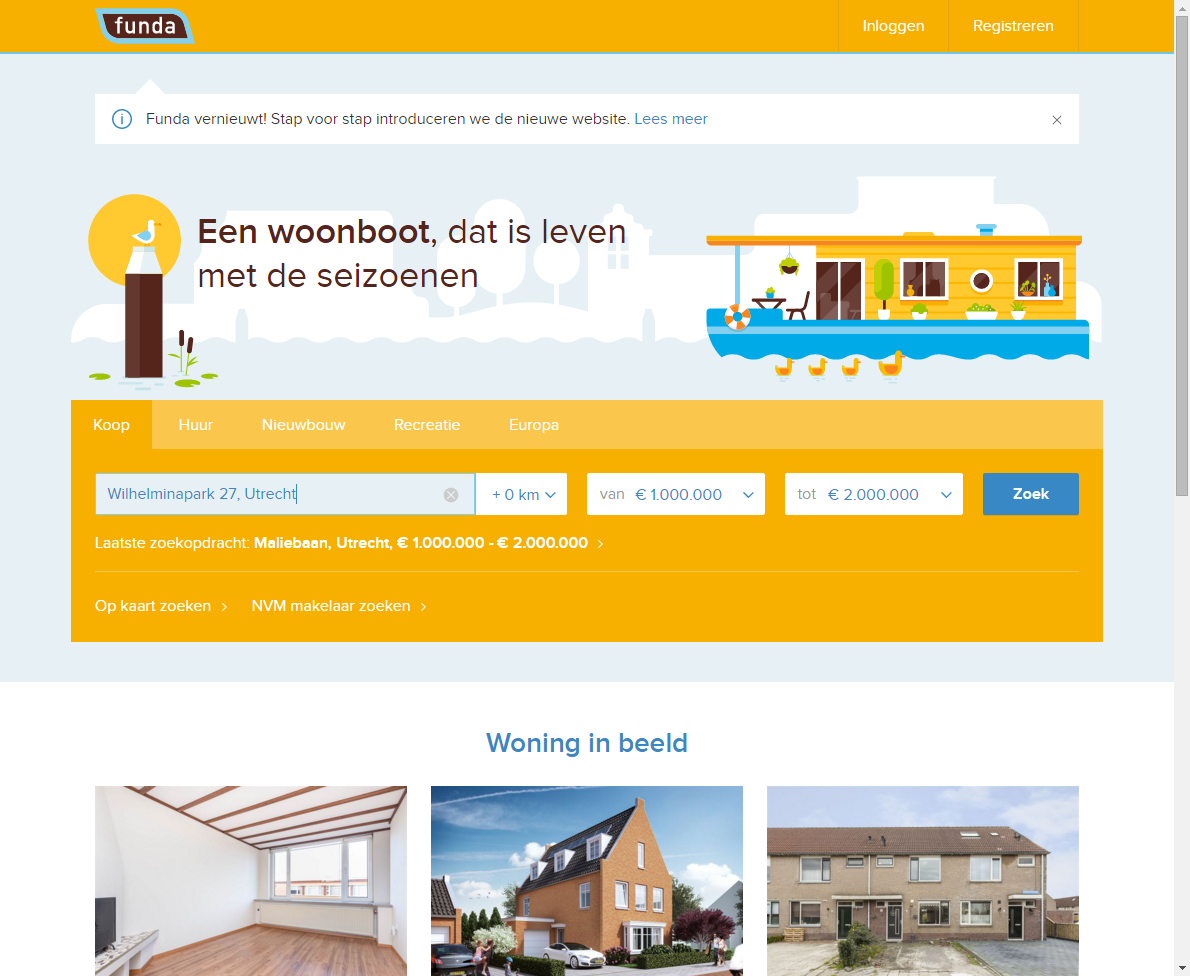 funda
Inloggen
Registreren
Funda vernieuwt! Stap voor stap introduceren we de nieuwe website. Lees meer
Een woonboot, dat is leven
met de seizoenen
Koop
Huur
Nieuwbouw
Recreatie
Europa
Wilhelminapark 27, Utrecht
+ 0 km
van € 1.000.000
tot € 2.000.000
Zoek
Laatste zoekopdracht: Maliebaan, Utrecht, € 1.000.000 - € 2.000.000
Op kaart zoeken
NVM makelaar zoeken
Woning in beeld